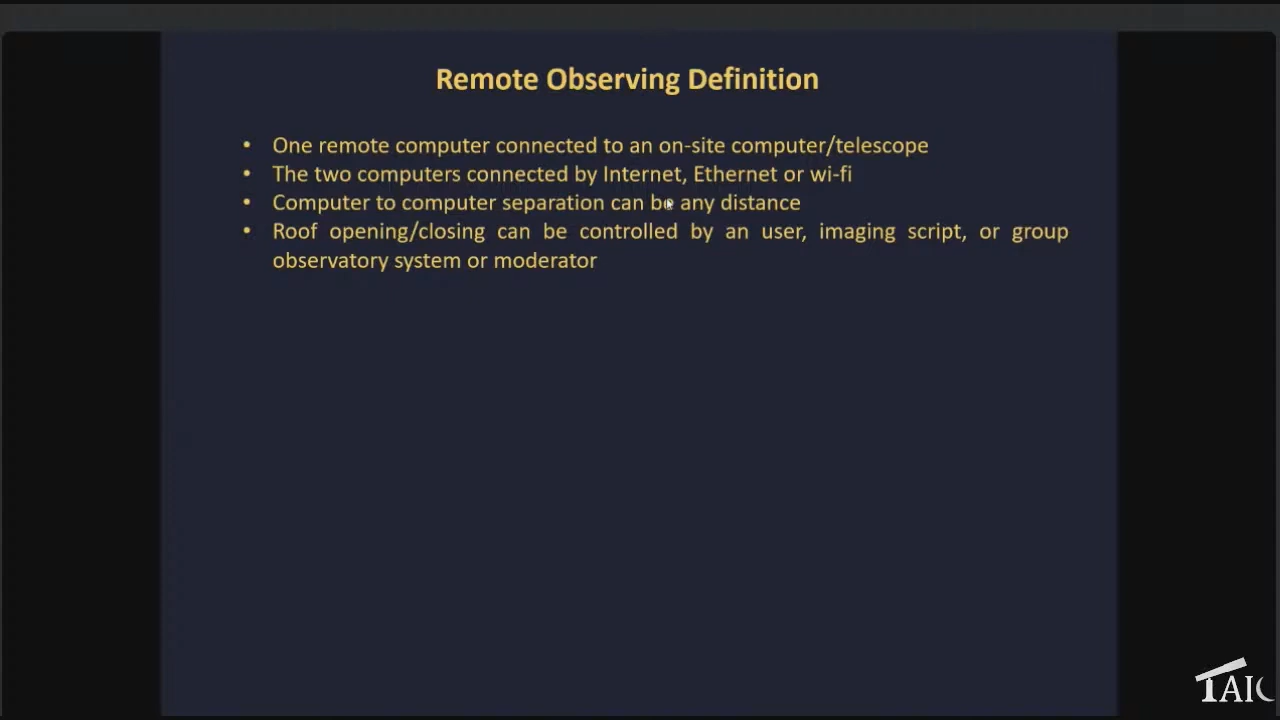 Remote Observing Definition
• One remote computer connected to an on-site computer/telescope
• The two computers connected by Internet, Ethernet or wi-fi
• Computer to computer separation can be any distance
• Roof opening/closing can be controlled by an user, imaging script, or group
observatory system or moderator
TAIC